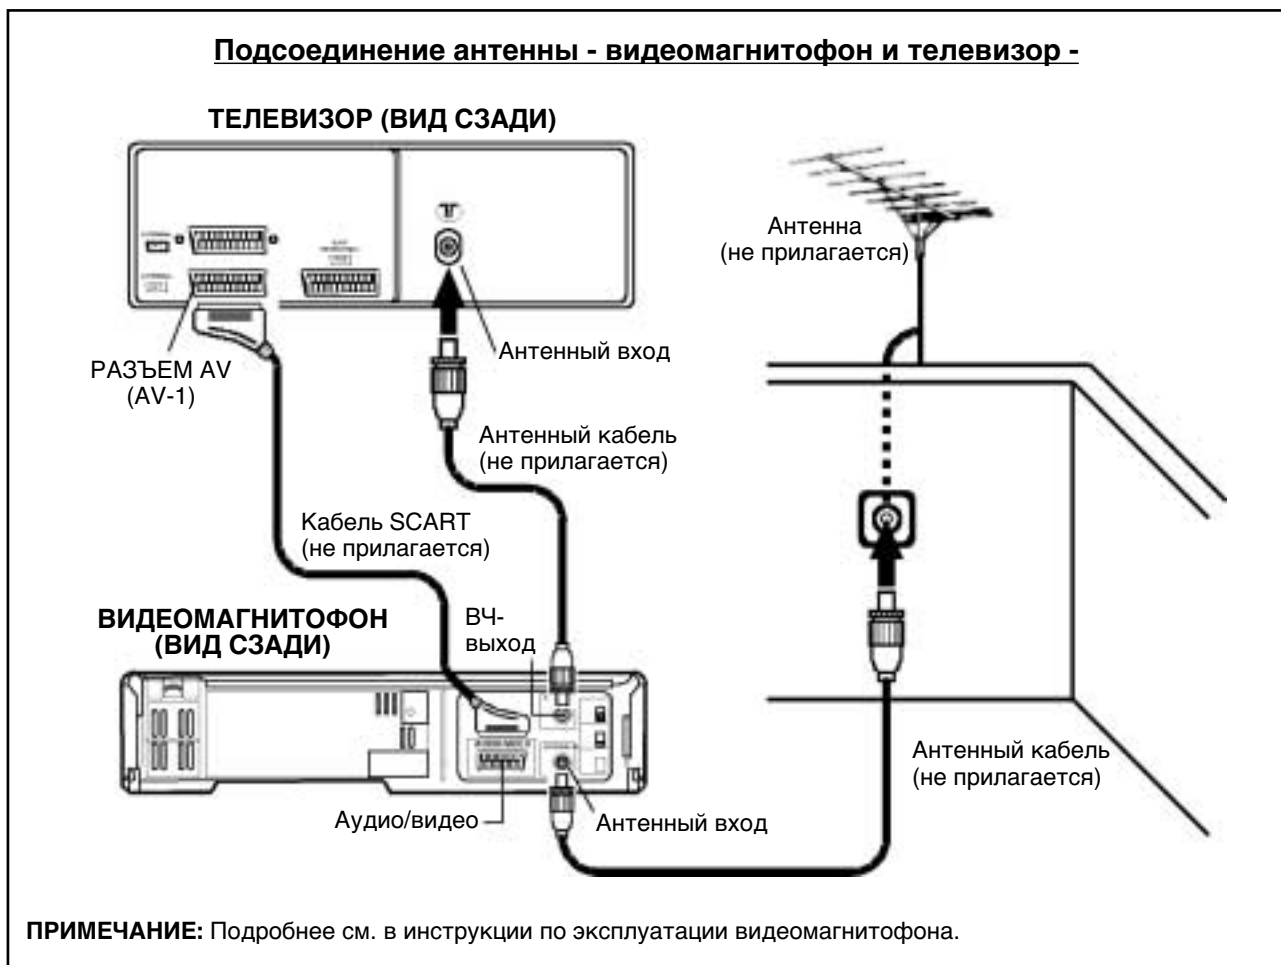 Подсоединение антенны - видеомагнитофон и телевизор -
ТЕЛЕВИЗОР (ВИД СЗАДИ)
Антенна
(не прилагается)
Антенный вход
РАЗЪЕМ AV
(AV-1)
Антенный кабель
(не прилагается)
Кабель SCART
(не прилагается)
ВИДЕОМАГНИТОФОН
(ВИД СЗАДИ)
ВЧ-
выход
Антенный кабель
(не прилагается)
Аудио/видео
Антенный вход
ПРИМЕЧАНИЕ: Подробнее см. в инструкции по эксплуатации видеомагнитофона.